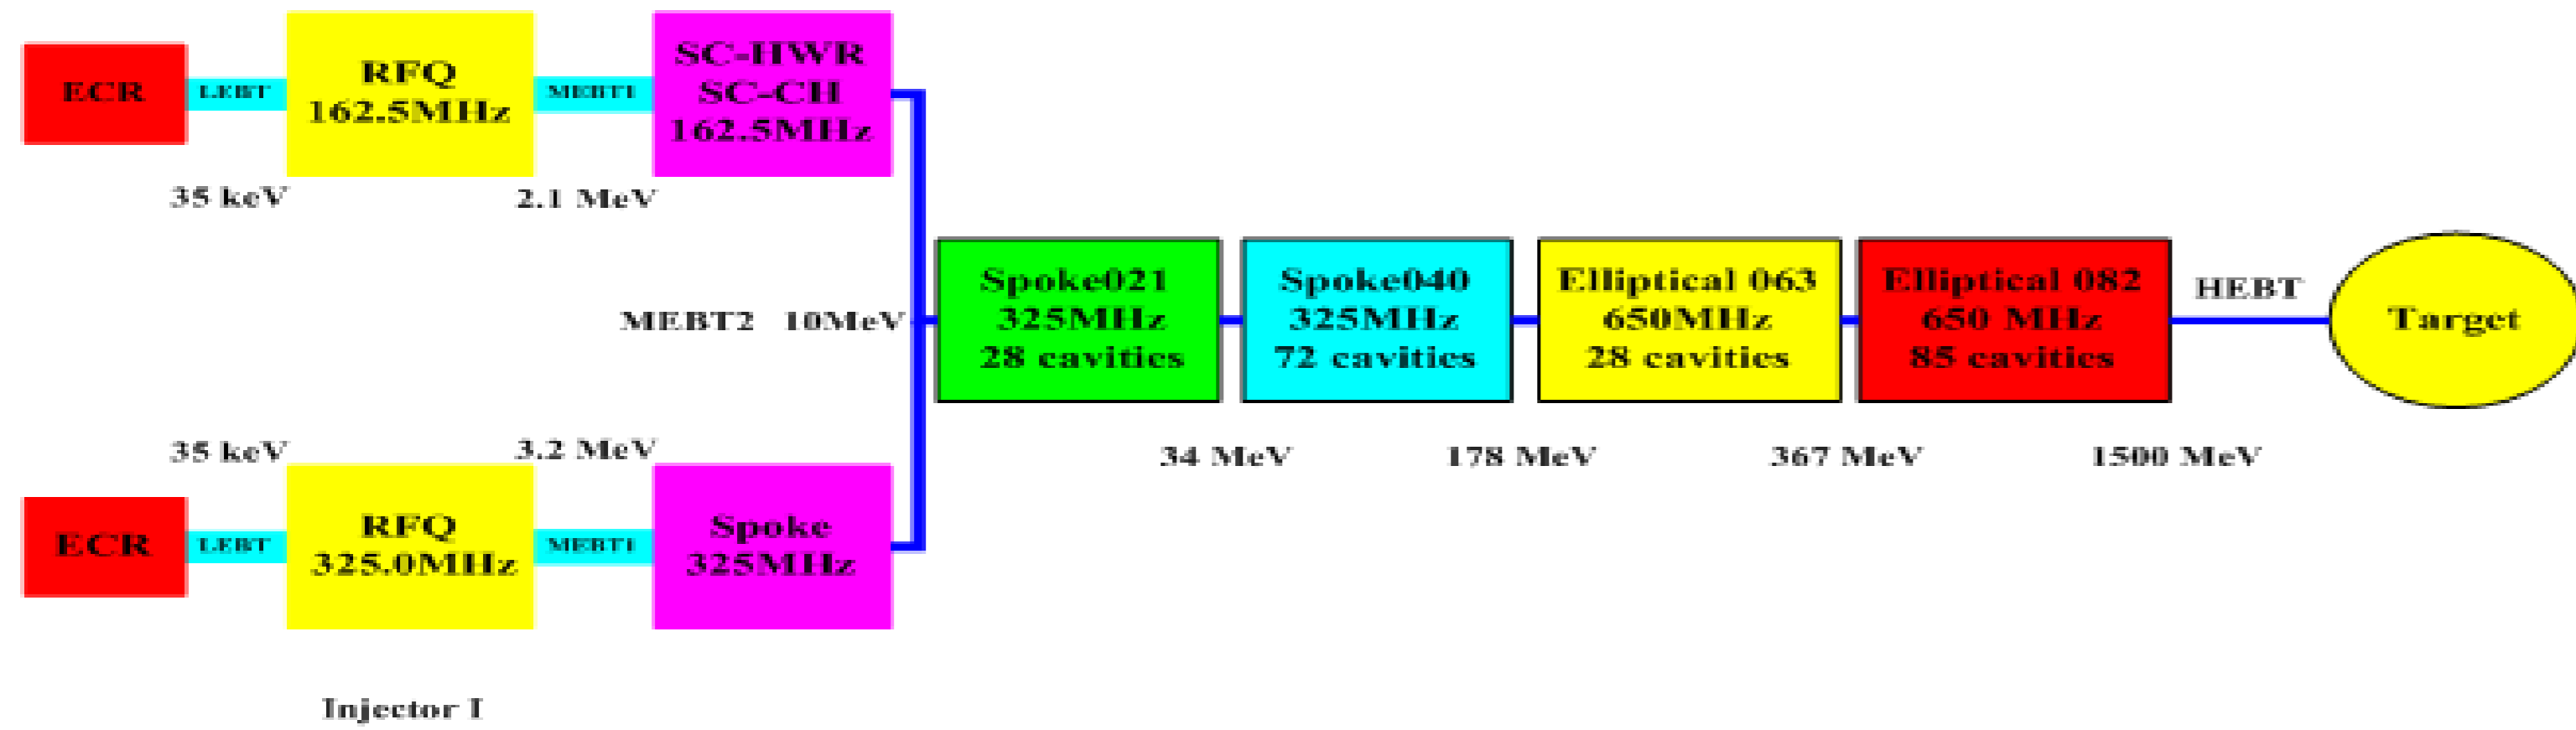 ECR
LEBT
RFQ
162.5MHz
MEBT1
SC-HWR
SC-CH
162.5MHz
35 keV
2.1 MeV
MEBT2 10MeV
Spoke021
325MHz
28 cavities
Spoke040
325MHz
72 cavities
Elliptical 063
650MHz
28 cavities
Elliptical 082
650 MHz
85 cavities
HEBT
Target
34 MeV
178 MeV
367 MeV
1500 MeV
35 keV
3.2 MeV
ECR
LEBT
RFQ
325.0MHz
MEBT1
Spoke
325MHz
Injector I